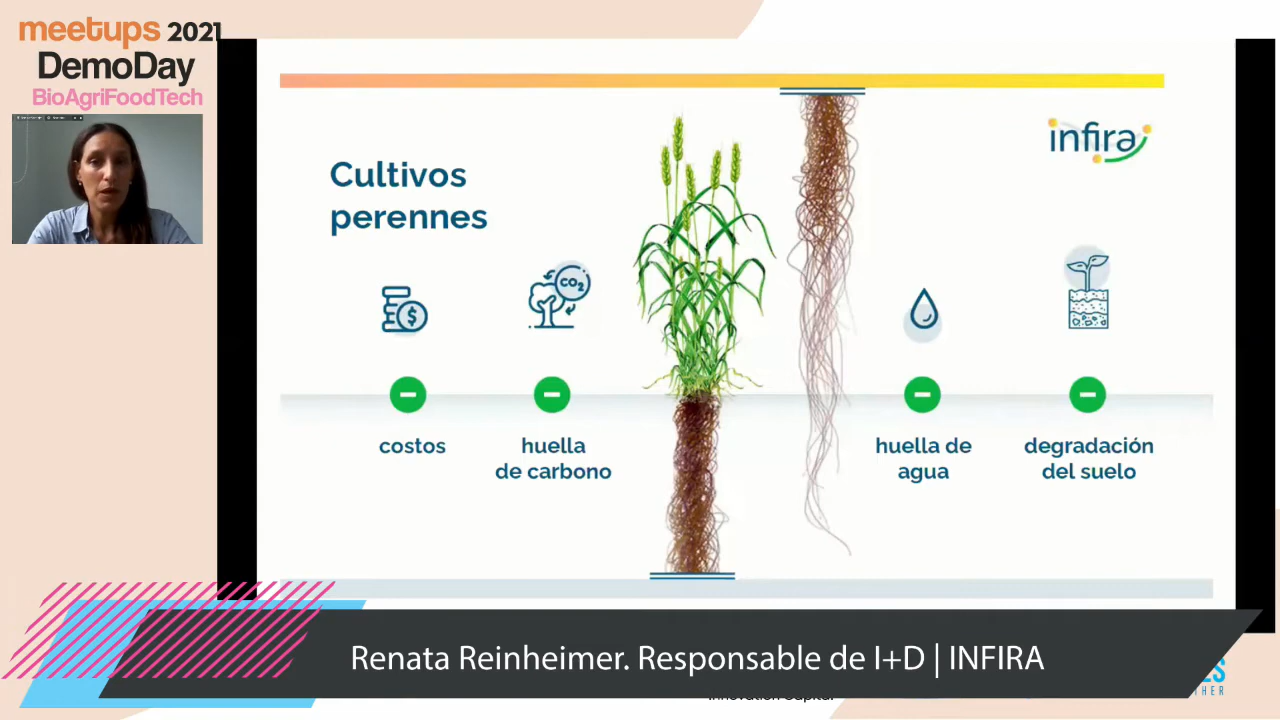 meetups 2021
DemoDay
BioAgriFoodTech
infira
Cultivos
perennes
CO2
$
costos
huella
de carbono
huella de
agua
degradación
del suelo
Renata Reinheimer. Responsable de I+D | INFIRA